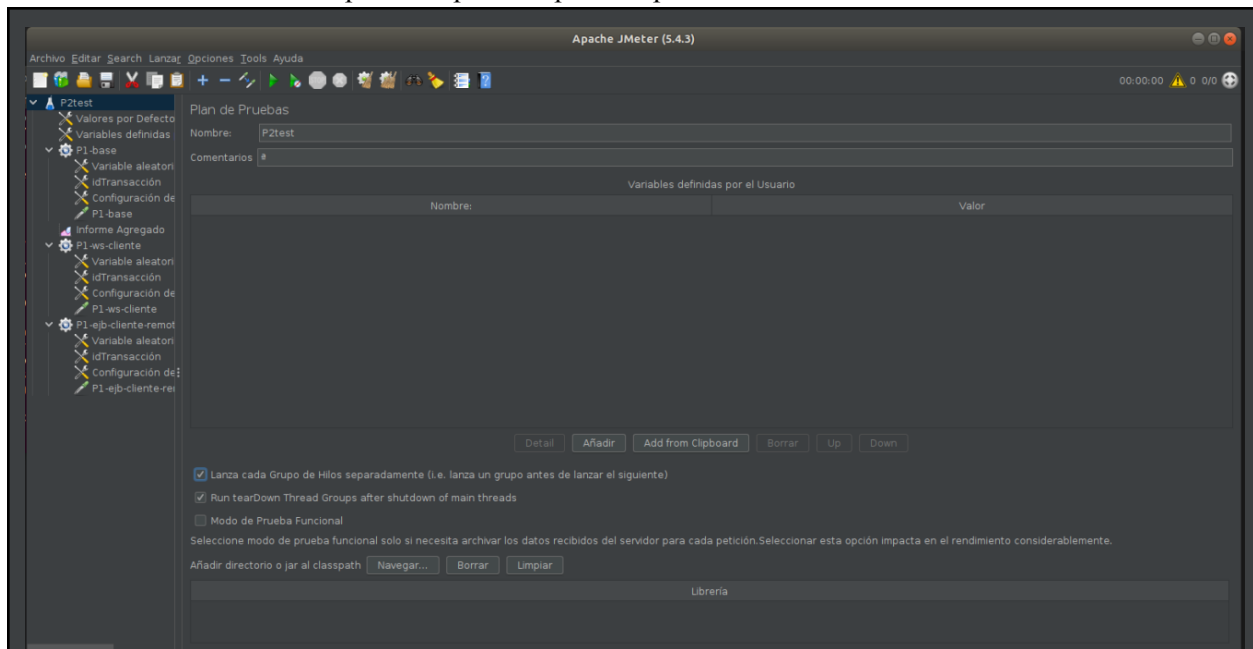 Apache JMeter (5.4.3)
Archivo Editar Search Lanzar Opciones Tools Ayuda
00:00:00 0 0/0
P2test
Valores por Defecto
Variables definidas
P1-base
Variable aleatori
idTransacción
Configuración de
P1-base
Informe Agregado
P1-ws-cliente
Variable aleatori
idTransacción
Configuración de
P1-ws-cliente
P1-ejb-cliente-remot
Variable aleatori
idTransacción
Configuración de
P1-ejb-cliente-rei
Plan de Pruebas
Nombre: P2test
Comentarios
Variables definidas por el Usuario
Nombre: Valor
Detail Añadir Add from Clipboard Borrar Up Down
Lanza cada Grupo de Hilos separadamente (i.e. lanza un grupo antes de lanzar el siguiente)
Run tearDown Thread Groups after shutdown of main threads
Modo de Prueba Funcional
Seleccione modo de prueba funcional solo si necesita archivar los datos recibidos del servidor para cada petición.Seleccionar esta opción impacta en el rendimiento considerablemente.
Añadir directorio o jar al classpath Navegar... Borrar Limpiar
Librería